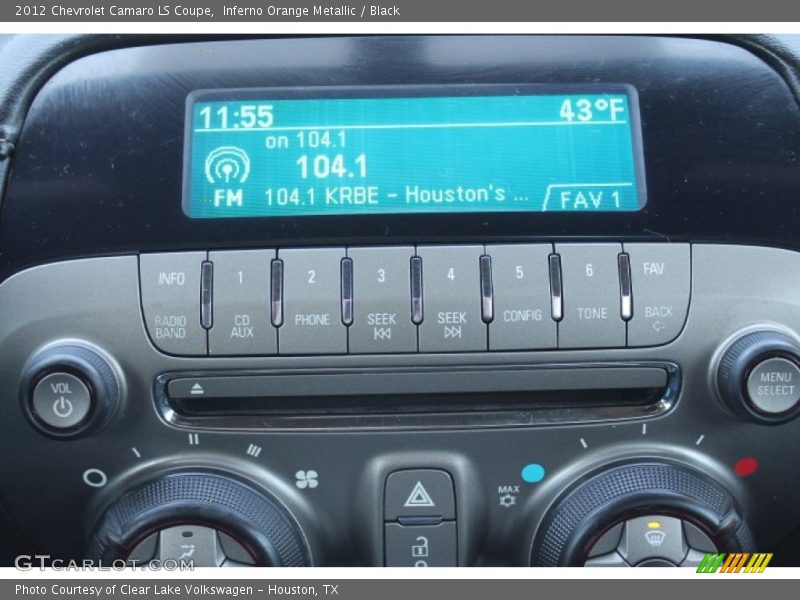 2012 Chevrolet Camaro LS Coupe,  Inferno Orange Metallic / Black
11:55
43°F
on 104.1
104.1
FM
104.1 KRBE - Houston's ...
FAV 1
INFO
1
2
3
4
5
6
FAV
RADIO BAND
CD AUX
PHONE
SEEK
SEEK
CONFIG
TONE
BACK
VOL
MENU SELECT
MAX
GTCARLOT.COM
Photo Courtesy of Clear Lake Volkswagen - Houston, TX